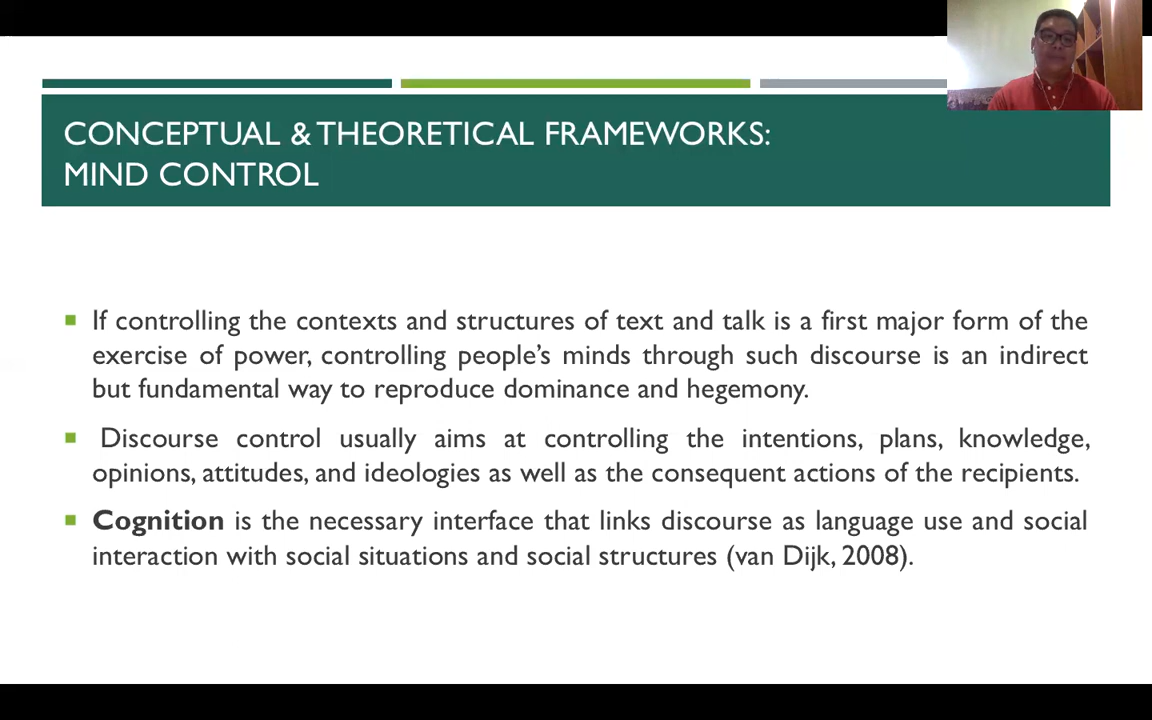 CONCEPTUAL & THEORETICAL FRAMEWORKS:
MIND CONTROL
If controlling the contexts and structures of text and talk is a first major form of the
exercise of power, controlling people's minds through such discourse is an indirect
but fundamental way to reproduce dominance and hegemony.
Discourse control usually aims at controlling the intentions, plans, knowledge,
opinions, attitudes, and ideologies as well as the consequent actions of the recipients.
Cognition is the necessary interface that links discourse as language use and social
interaction with social situations and social structures (van Dijk, 2008).